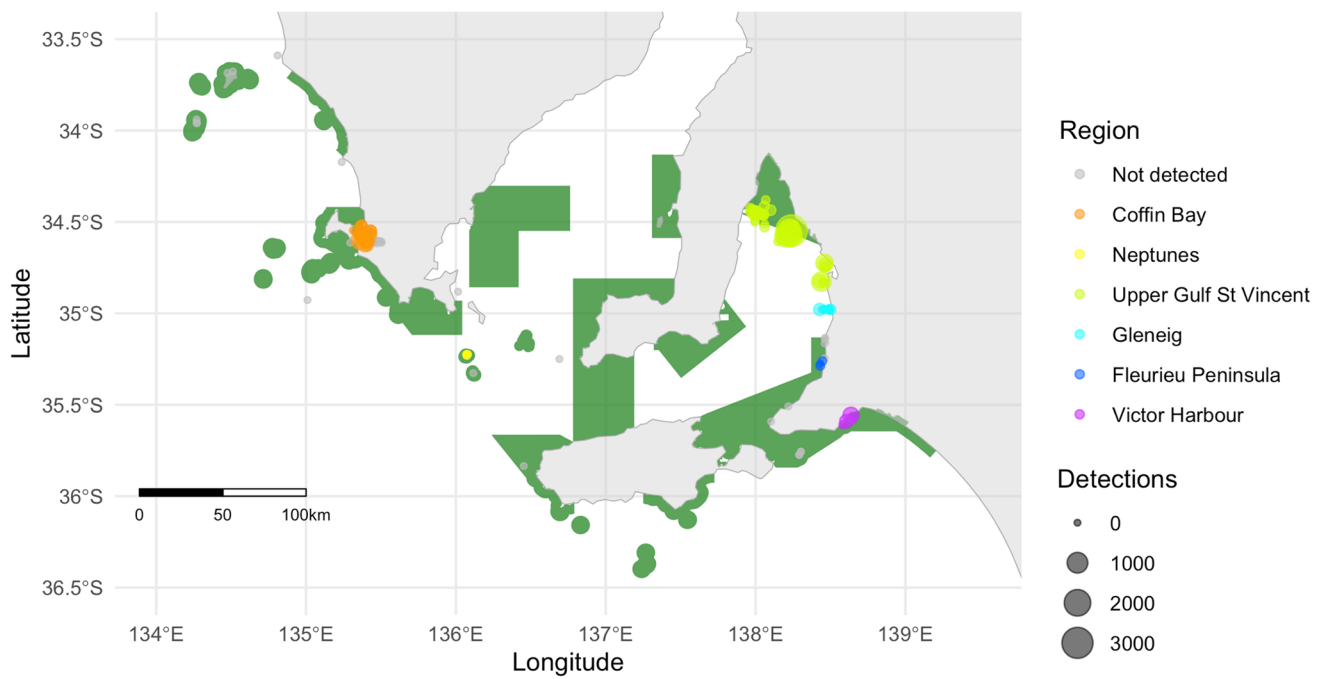 33.5°S
34°S
34.5°S
35°S
35.5°S
36°S
36.5°S
Latitude
0 50 100km
134°E 135°E 136°E 137°E 138°E 139°E
Longitude
Region
Not detected
Coffin Bay
Neptunes
Upper Gulf St Vincent
Gleneig
Fleurieu Peninsula
Victor Harbour
Detections
0
1000
2000
3000